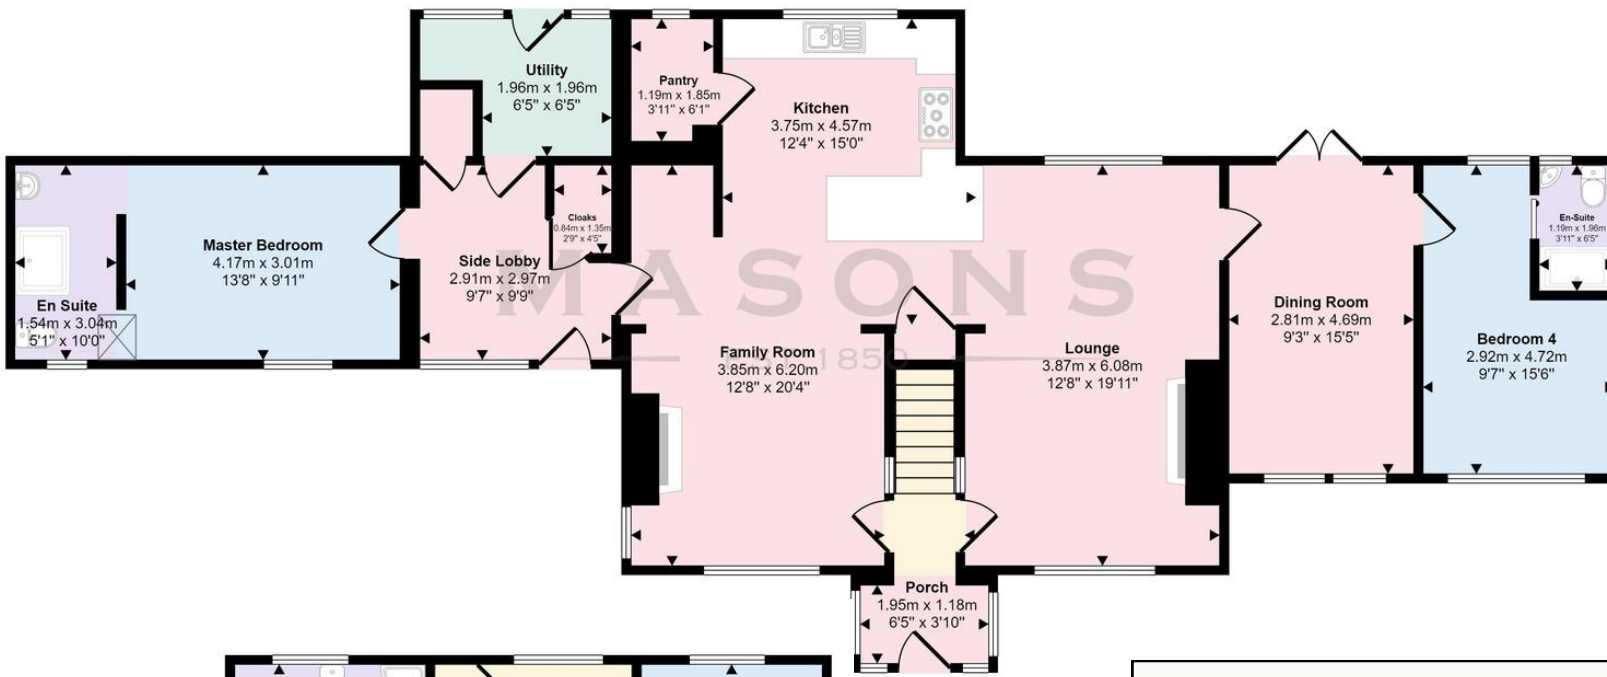 Utility
1.96m x 1.96m
6'5" x 6'5"
Pantry
1.19m x 1.85m
3'11" x 6'1"
Kitchen
3.75m x 4.57m
12'4" x 15'0"
Master Bedroom
4.17m x 3.01m
13'8" x 9'11"
En Suite
1.54m x 3.04m
5'1" x 10'0"
Side Lobby
2.91m x 2.97m
9'7" x 9'9"
Cloaks
0.84m x 1.35m
2'9" x 4'5"
MASONS
EST. 1850
Family Room
3.85m x 6.20m
12'8" x 20'4"
Lounge
3.87m x 6.08m
12'8" x 19'11"
Dining Room
2.81m x 4.69m
9'3" x 15'5"
En-Suite
1.19m x 1.96m
3'11" x 6'5"
Bedroom 4
2.92m x 4.72m
9'7" x 15'6"
Porch
1.95m x 1.18m
6'5" x 3'10"